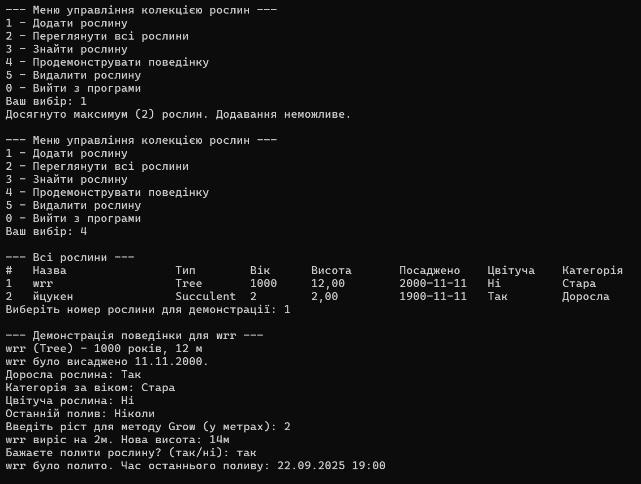 --- Меню управління колекцією рослин ---
1 - Додати рослину
2 - Переглянути всі рослини
3 - Знайти рослину
4 - Продемонструвати поведінку
5 - Видалити рослину
0 - Вийти з програми
Ваш вибір: 1
Досягнуто максимум (2) рослин. Додавання неможливе.
--- Меню управління колекцією рослин ---
1 - Додати рослину
2 - Переглянути всі рослини
3 - Знайти рослину
4 - Продемонструвати поведінку
5 - Видалити рослину
0 - Вийти з програми
Ваш вибір: 4
--- Всі рослини ---
# Назва Тип Вік Висота Посаджено Цвітуча Категорія
1 wrr Tree 1000 12,00 2000-11-11 Ні Стара
2 йцукен Succulent 2 2,00 1900-11-11 Так Доросла
Виберіть номер рослини для демонстрації: 1
--- Демонстрація поведінки для wrr ---
wrr (Tree) - 1000 років, 12 м
wrr було висаджено 11.11.2000.
Доросла рослина: Так
Категорія за віком: Стара
Цвітуча рослина: Ні
Останній полив: Ніколи
Введіть ріст для методу Grow (у метрах): 2
wrr виріс на 2м. Нова висота: 14м
Бажаєте полити рослину? (так/ні): так
wrr було полито. Час останнього поливу: 22.09.2025 19:00